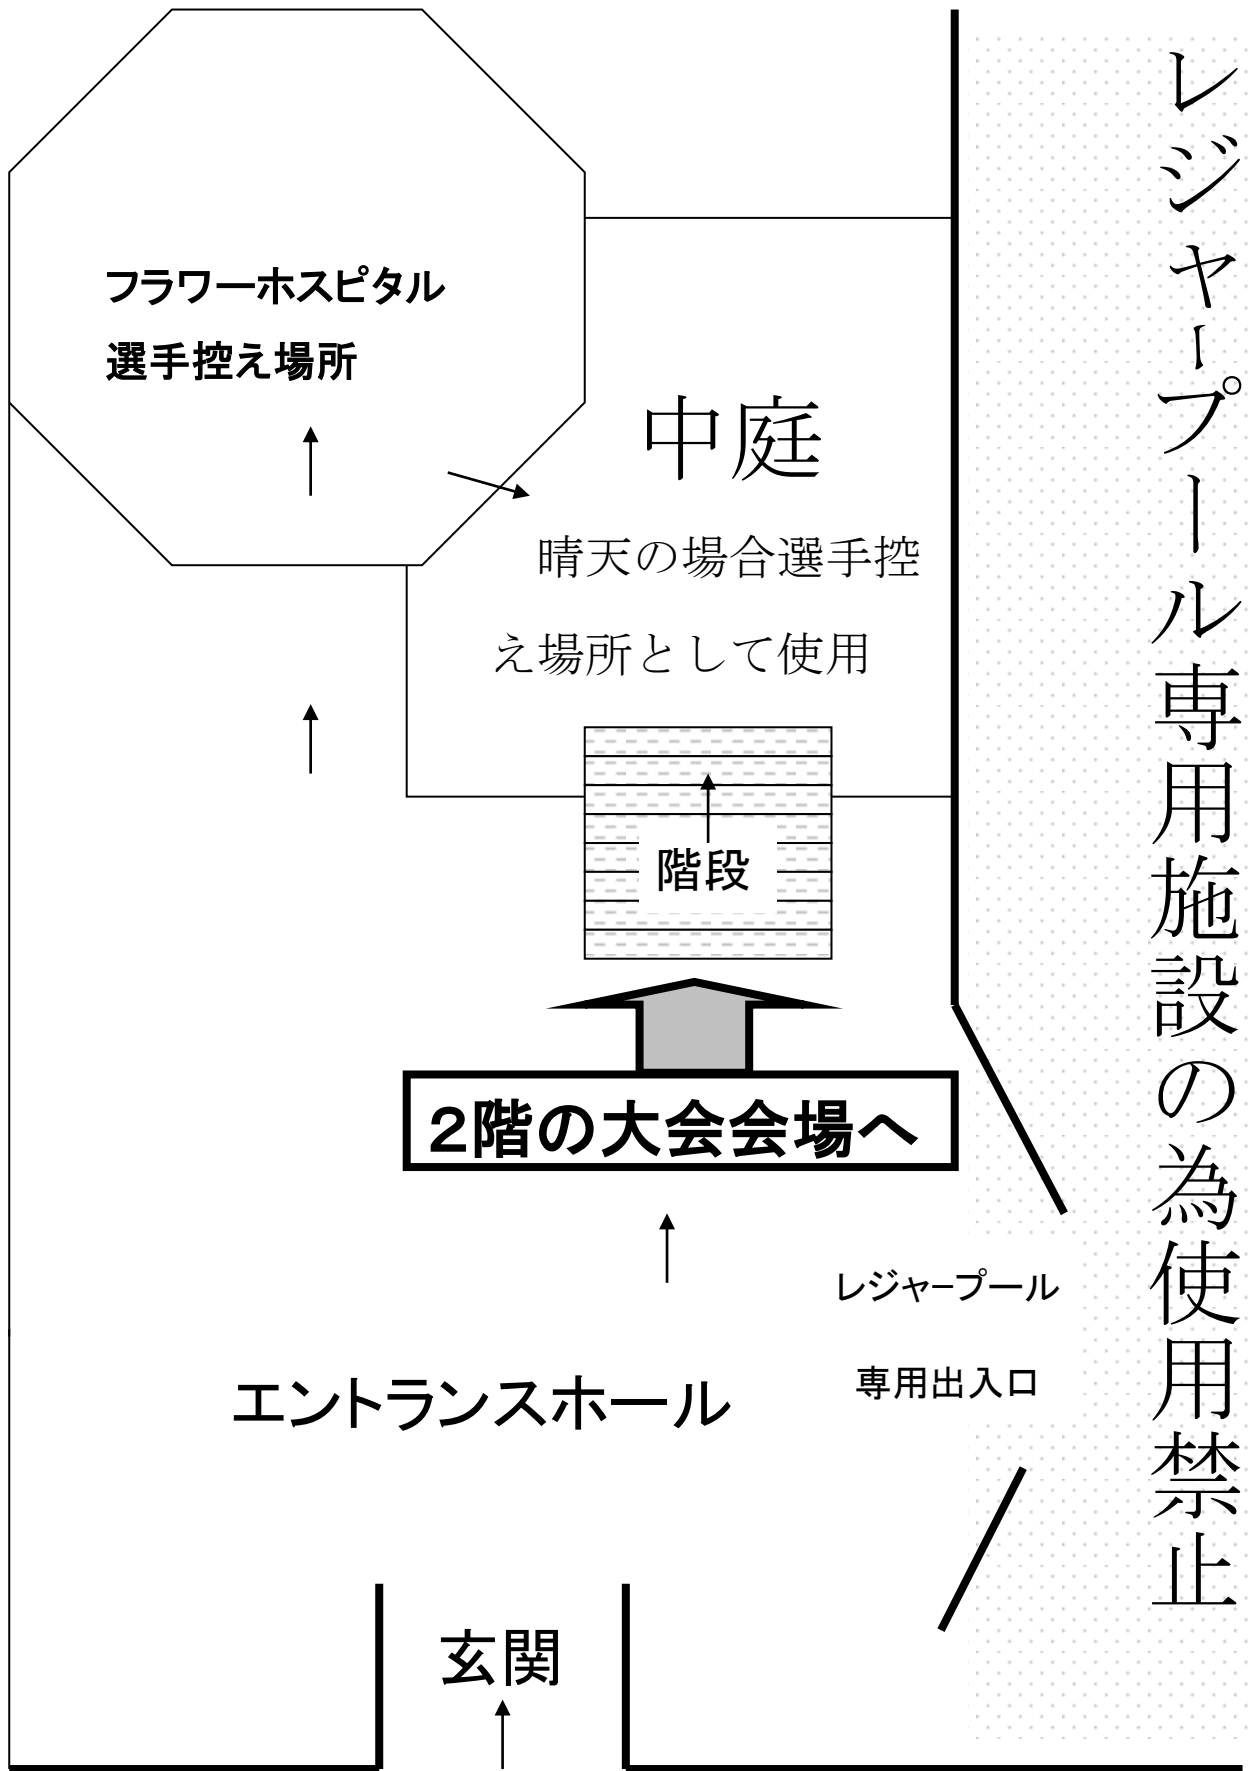 レジャープール専用施設の為使用禁止
フラワーホスピタル
選手控え場所
中庭
晴天の場合選手控
え場所として使用
階段
２階の大会会場へ
レジャープール
専用出入口
エントランスホール
玄関